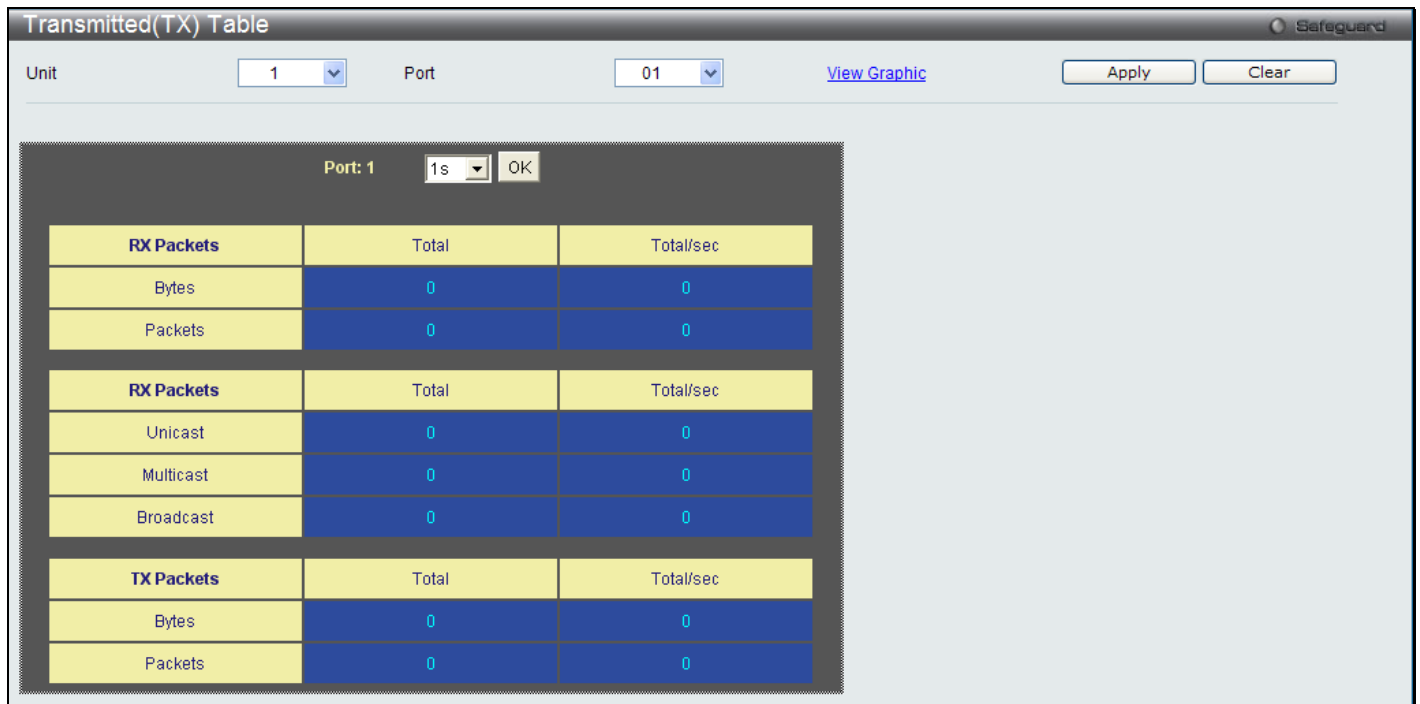 Transmitted(TX) Table
Safeguard
Unit 1 Port 01 View Graphic Apply Clear
Port: 1 1s OK
RX Packets Total Total/sec
Bytes 0 0
Packets 0 0
RX Packets Total Total/sec
Unicast 0 0
Multicast 0 0
Broadcast 0 0
TX Packets Total Total/sec
Bytes 0 0
Packets 0 0